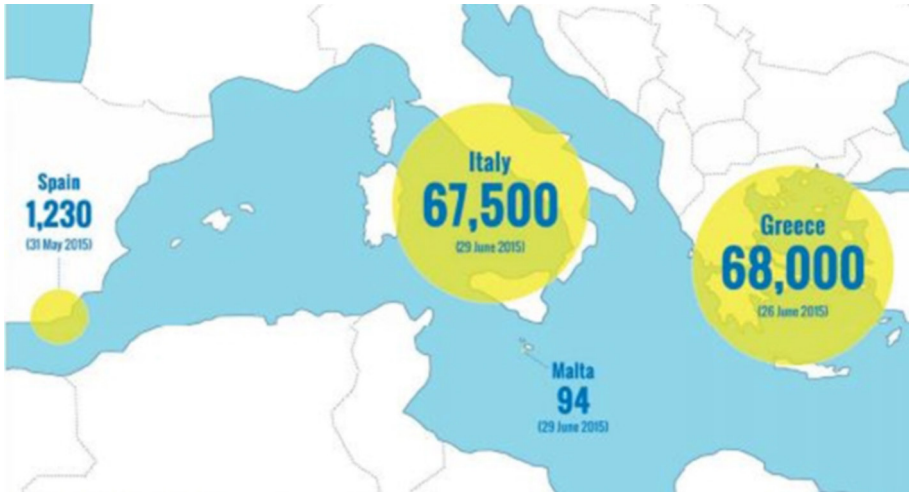 Spain
1,230
(31 May 2015)
Italy
67,500
(29 June 2015)
Greece
68,000
(26 June 2015)
Malta
94
(29 June 2015)